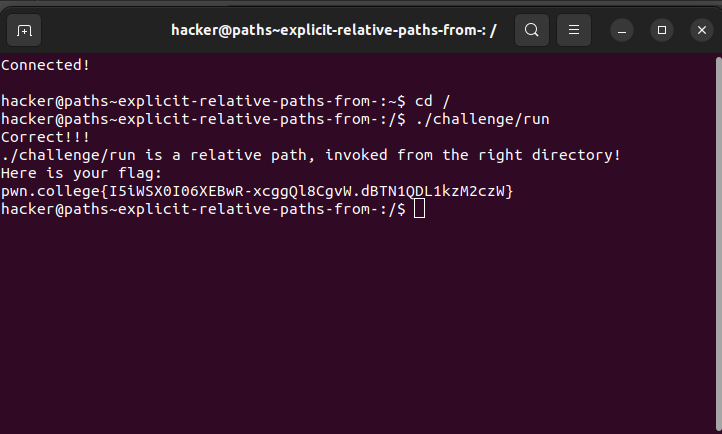 hacker@paths~explicit-relative-paths-from-: /
Connected!
hacker@paths~explicit-relative-paths-from-:~$ cd /
hacker@paths~explicit-relative-paths-from-:/$ ./challenge/run
Correct!!!
./challenge/run is a relative path, invoked from the right directory!
Here is your flag:
pwn.college{I5iWSX0I06XEBwR-xcggQl8CgvW.dBTN1QDL1kzM2czW}
hacker@paths~explicit-relative-paths-from-:/$